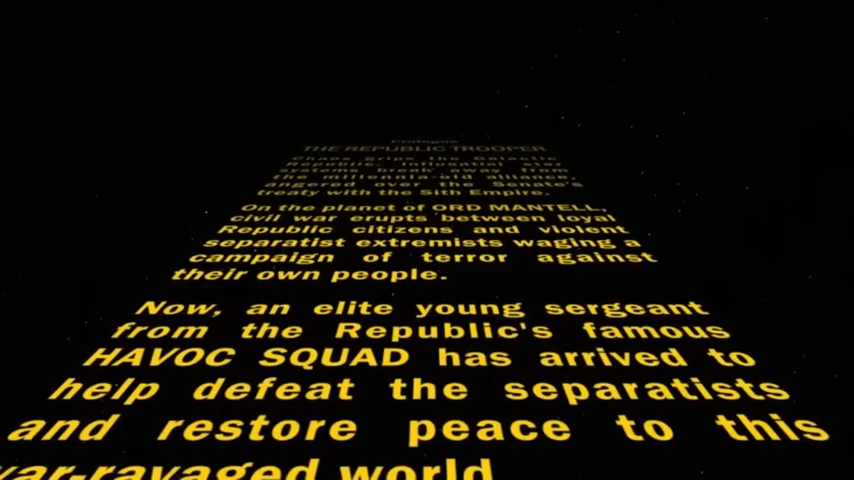 Prologue
THE REPUBLIC TROOPER
Chaos grips the Galactic
Republic. Influential star
systems break away from
the millennia-old alliance,
angered over the Senate's
treaty with the Sith Empire.
On the planet of ORD MANTELL,
civil war erupts between loyal
Republic citizens and violent
separatist extremists waging a
campaign of terror against
their own people.
Now, an elite young sergeant
from the Republic's famous
HAVOC SQUAD has arrived to
help defeat the separatists
and restore peace to this
war-ravaged world